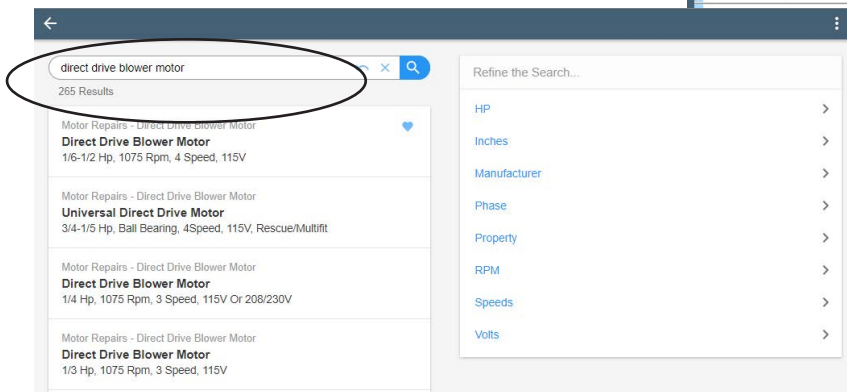 direct drive blower motor
265 Results
Motor Repairs - Direct Drive Blower Motor
Direct Drive Blower Motor
1/6-1/2 Hp, 1075 Rpm, 4 Speed, 115V
Motor Repairs - Direct Drive Blower Motor
Universal Direct Drive Motor
3/4-1/5 Hp, Ball Bearing, 4Speed, 115V, Rescue/Multifit
Motor Repairs - Direct Drive Blower Motor
Direct Drive Blower Motor
1/4 Hp, 1075 Rpm, 3 Speed, 115V Or 208/230V
Motor Repairs - Direct Drive Blower Motor
Direct Drive Blower Motor
1/3 Hp, 1075 Rpm, 3 Speed, 115V
Refine the Search...
HP
Inches
Manufacturer
Phase
Property
RPM
Speeds
Volts